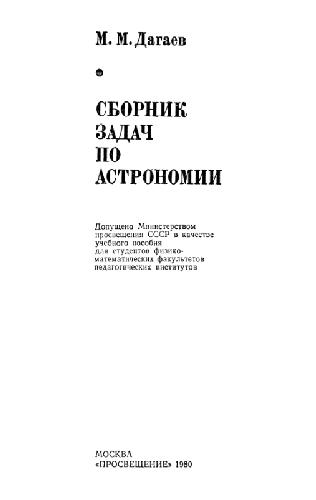 М. М. Дагаев
СБОРНИК
ЗАДАЧ
ПО
АСТРОНОМИИ
Допущено Министерством
просвещения СССР в качестве
учебного пособия
для студентов физико-
математических факультетов
педагогических институтов
МОСКВА
«ПРОСВЕЩЕНИЕ» 1980